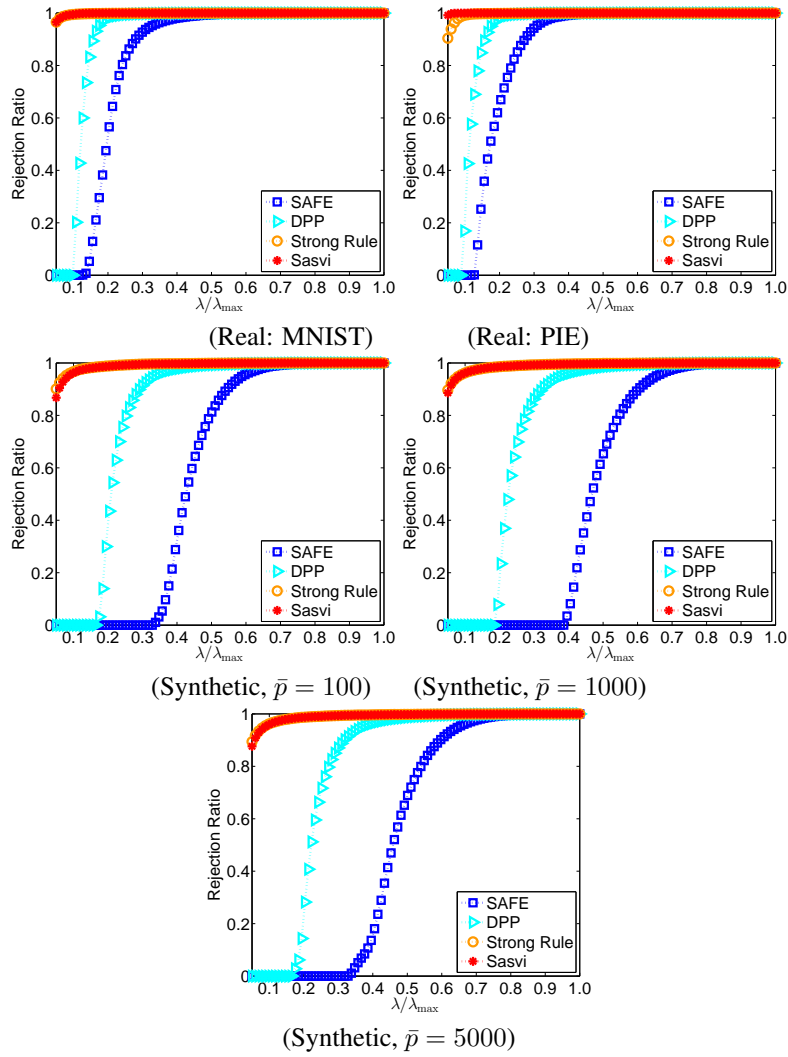 1
0.8
0.6
0.4
0.2
0
Rejection Ratio
SAFE
DPP
Strong Rule
Sasvi
0.1 0.2 0.3 0.4 0.5 0.6 0.7 0.8 0.9 1.0
λ/λmax
(Real: MNIST)
1
0.8
0.6
0.4
0.2
0
Rejection Ratio
SAFE
DPP
Strong Rule
Sasvi
0.1 0.2 0.3 0.4 0.5 0.6 0.7 0.8 0.9 1.0
λ/λmax
(Real: PIE)
1
0.8
0.6
0.4
0.2
0
Rejection Ratio
SAFE
DPP
Strong Rule
Sasvi
0.1 0.2 0.3 0.4 0.5 0.6 0.7 0.8 0.9 1.0
λ/λmax
(Synthetic, p̄ = 100)
1
0.8
0.6
0.4
0.2
0
Rejection Ratio
SAFE
DPP
Strong Rule
Sasvi
0.1 0.2 0.3 0.4 0.5 0.6 0.7 0.8 0.9 1.0
λ/λmax
(Synthetic, p̄ = 1000)
1
0.8
0.6
0.4
0.2
0
Rejection Ratio
SAFE
DPP
Strong Rule
Sasvi
0.1 0.2 0.3 0.4 0.5 0.6 0.7 0.8 0.9 1.0
λ/λmax
(Synthetic, p̄ = 5000)